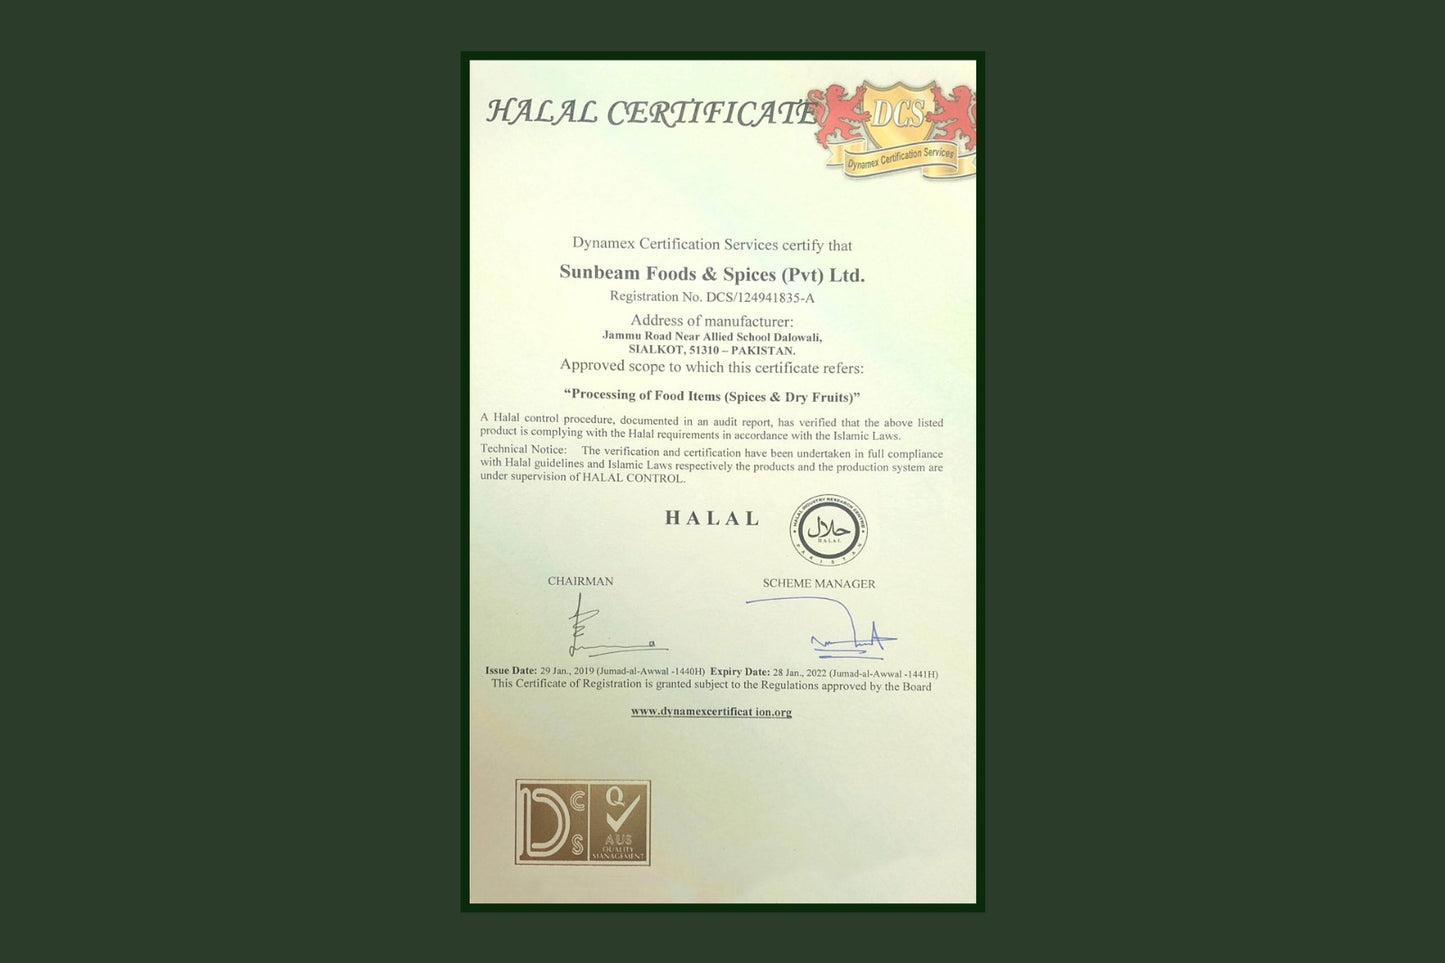 HALAL CERTIFICATE
DCS
Dynamex Certification Services
Dynamex Certification Services certify that
Sunbeam Foods & Spices (Pvt) Ltd.
Registration No. DCS/124941835-A
Address of manufacturer:
Jammu Road Near Allied School Dalowali,
SIALKOT, 51310 – PAKISTAN.
Approved scope to which this certificate refers:
“Processing of Food Items (Spices & Dry Fruits)”
A Halal control procedure, documented in an audit report, has verified that the above listed
product is complying with the Halal requirements in accordance with the Islamic Laws.
Technical Notice: The verification and certification have been undertaken in full compliance
with Halal guidelines and Islamic Laws respectively the products and the production system are
under supervision of HALAL CONTROL.
HALAL
HALAL INDUSTRY RESEARCH CENTRE
حلال
HALAL
PAKISTAN
CHAIRMAN
SCHEME MANAGER
Issue Date: 29 Jan., 2019 (Jumad-al-Awwal -1440H) Expiry Date: 28 Jan., 2022 (Jumad-al-Awwal -1441H)
This Certificate of Registration is granted subject to the Regulations approved by the Board
www.dynamexcertificat ion.org
DCS
Q
AUS
QUALITY
MANAGEMENT